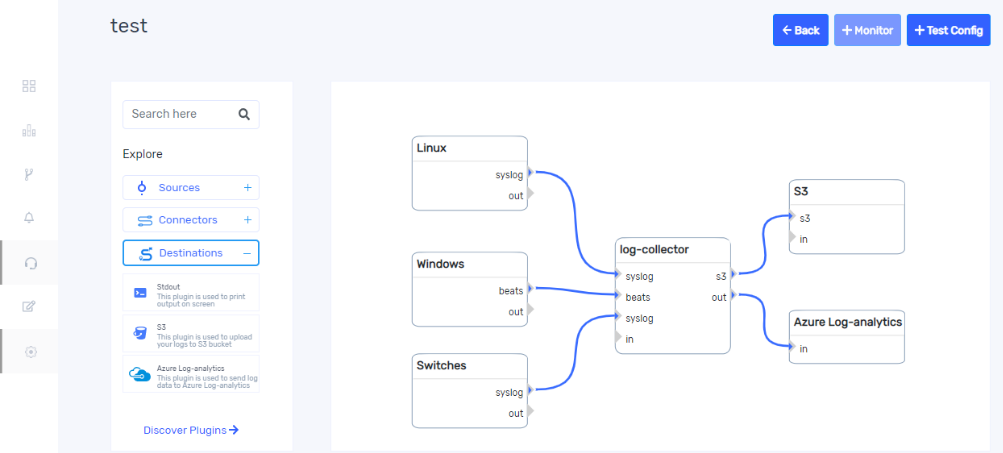 test
Back
Monitor
Test Config
Search here
Explore
Sources
Connectors
Destinations
Stdout
This plugin is used to print
output on screen
S3
This plugin is used to upload
your logs to S3 bucket
Azure Log-analytics
This plugin is used to send log
data to Azure Log-analytics
Discover Plugins
Linux
syslog
out
Windows
beats
out
Switches
syslog
out
log-collector
syslog s3
beats out
syslog
in
S3
s3
in
Azure Log-analytics
in